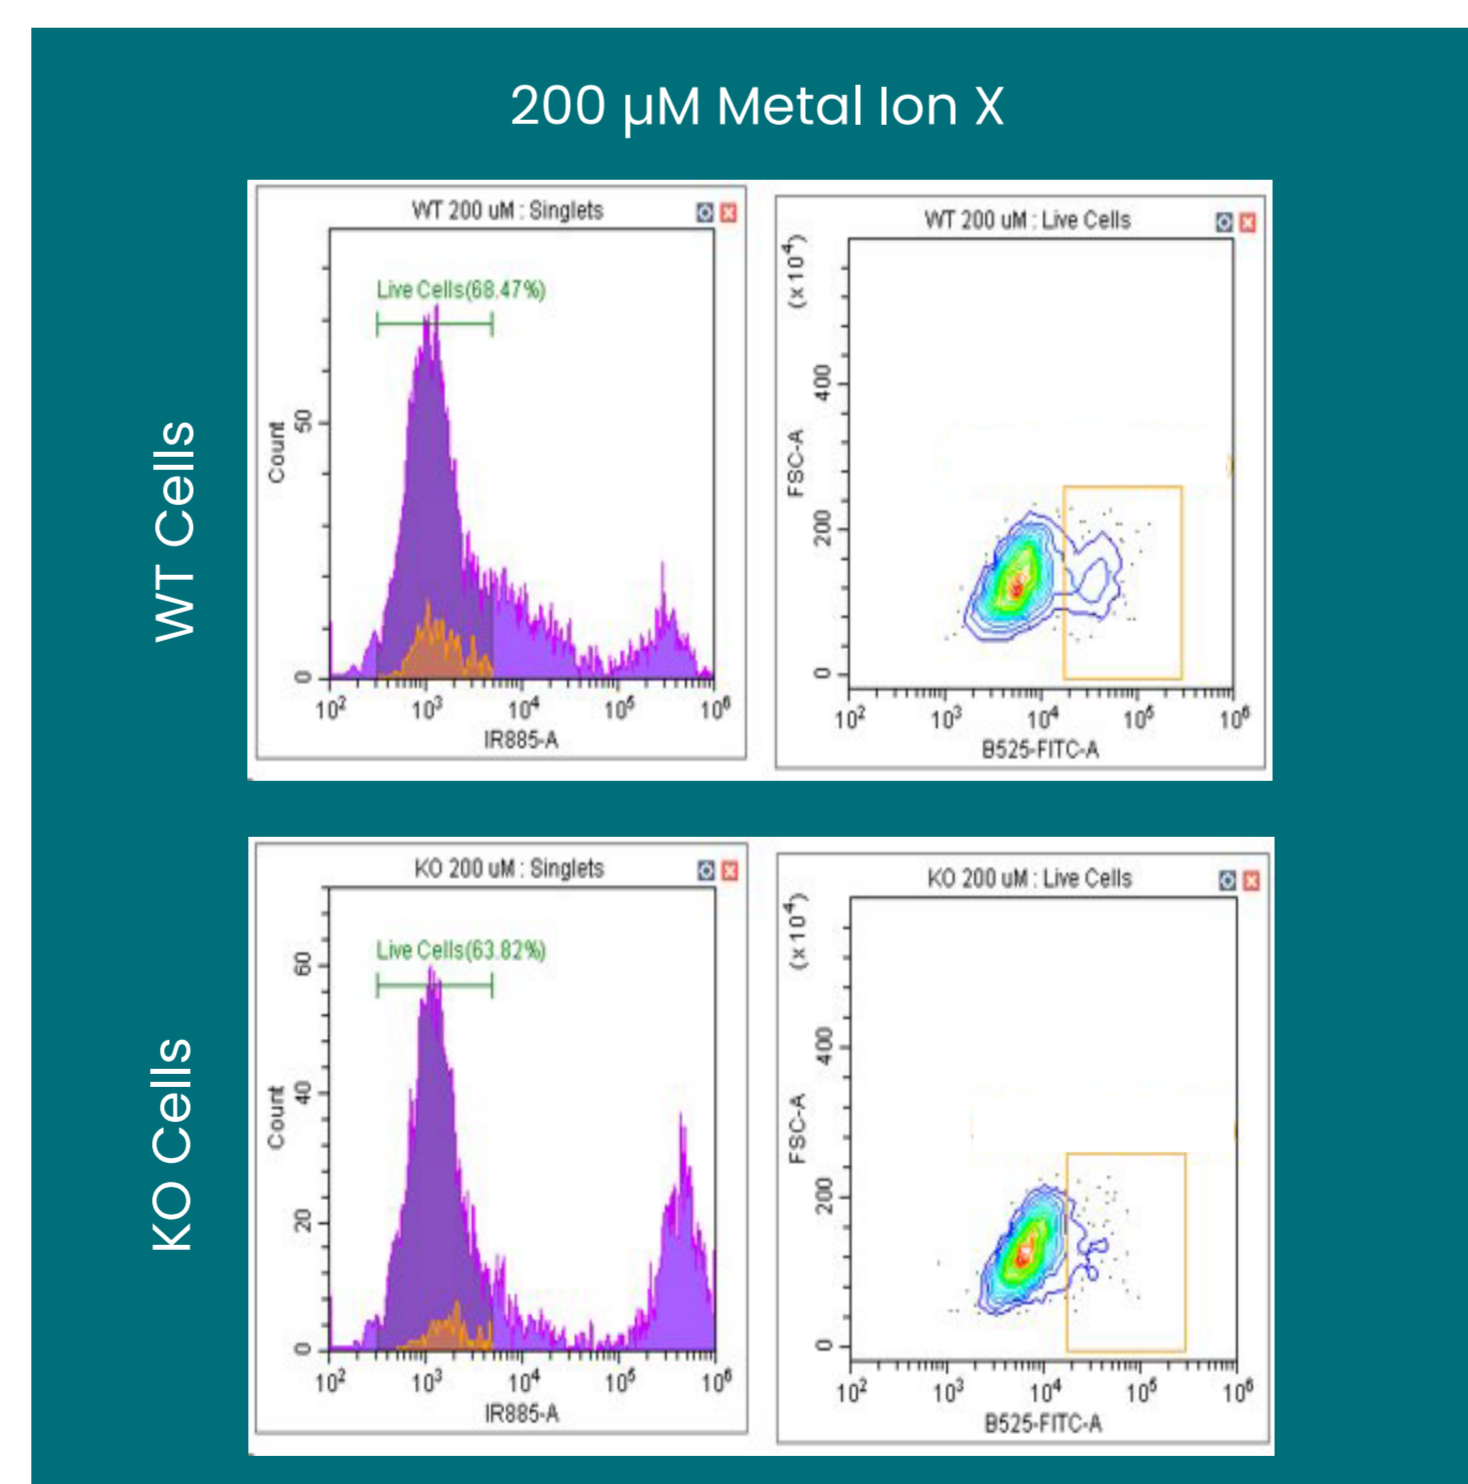 200 µM Metal Ion X
WT Cells
WT 200 uM : Singlets
Live Cells(68.47%)
Count
50
0
10² 10³ 10⁴ 10⁵ 10⁶
IR885-A
WT 200 uM : Live Cells
(x 10⁴)
FSC-A
400
200
0
10² 10³ 10⁴ 10⁵ 10⁶
B525-FITC-A
KO Cells
KO 200 uM : Singlets
Live Cells(63.82%)
Count
60
40
20
0
10² 10³ 10⁴ 10⁵ 10⁶
IR885-A
KO 200 uM : Live Cells
(x 10⁴)
FSC-A
400
200
0
10² 10³ 10⁴ 10⁵ 10⁶
B525-FITC-A